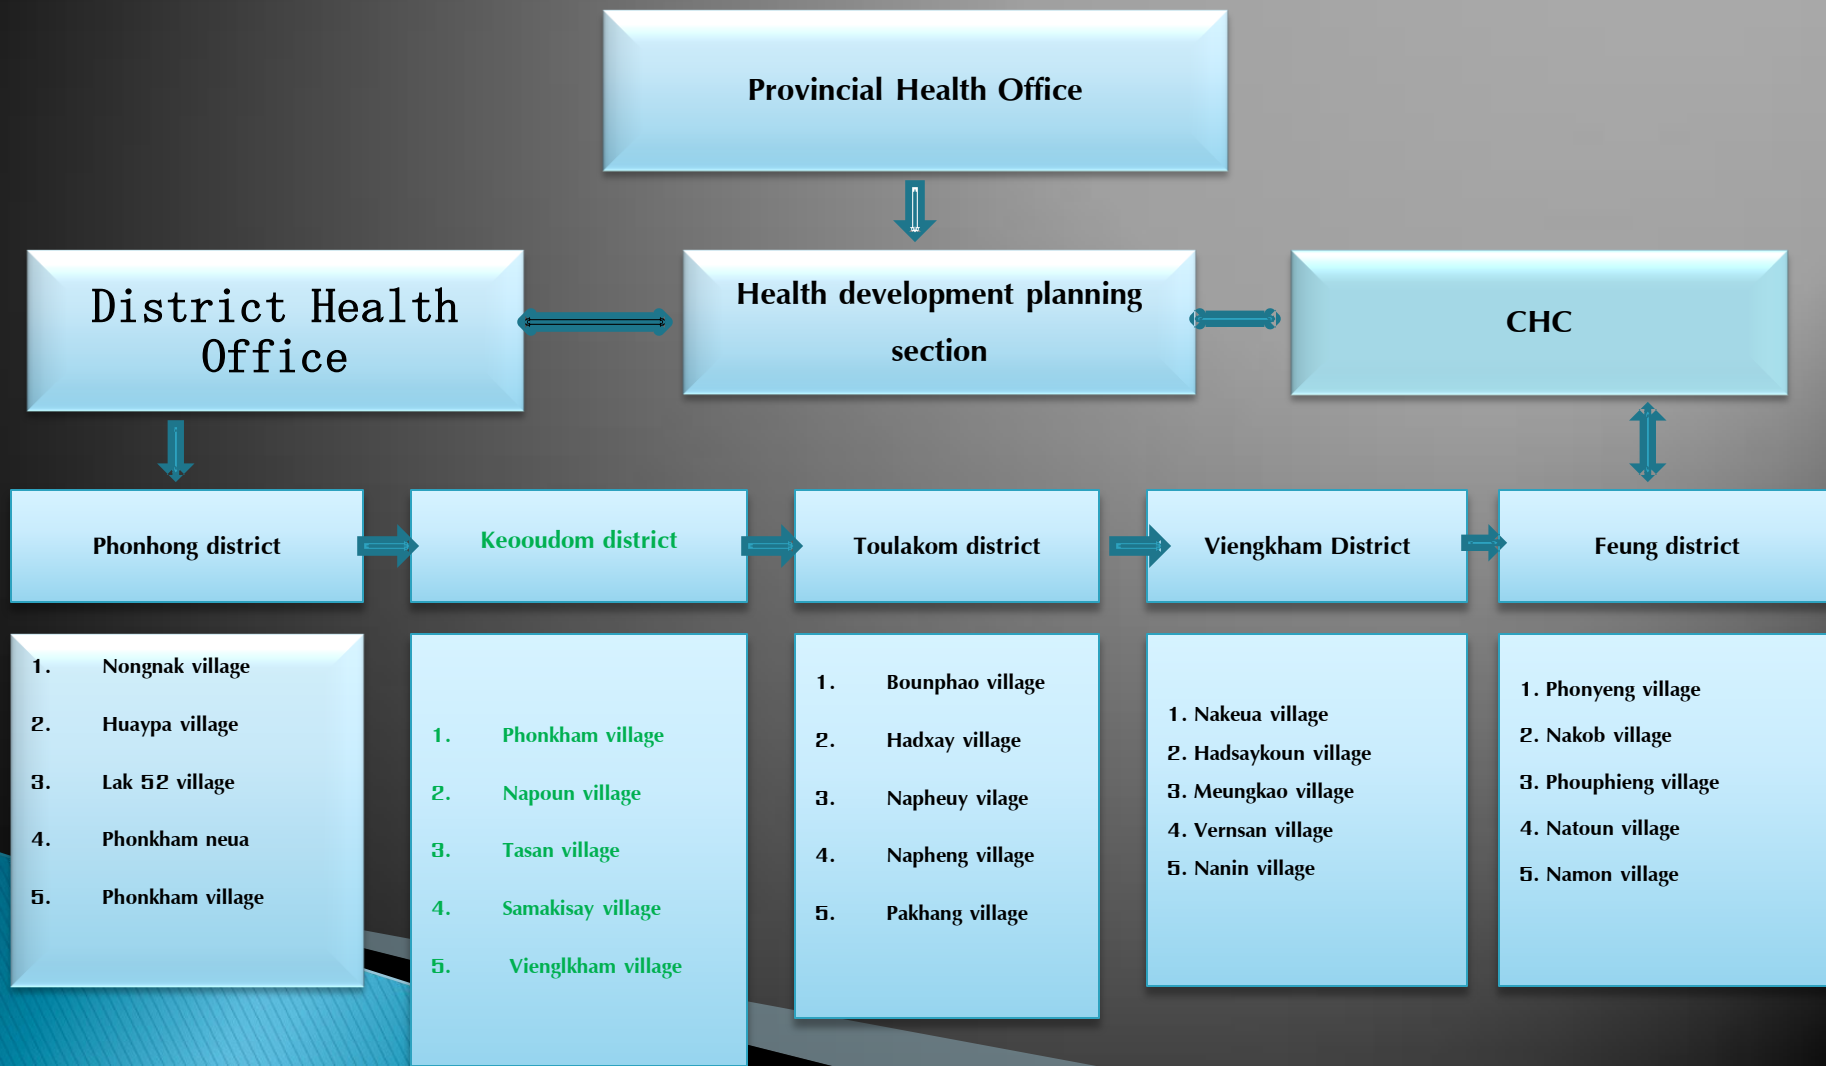 Provincial Health Office
District Health
Office
Health development planning
section
CHC
Phonhong district
Keooudom district
Toulakom district
Viengkham District
Feung district
1. Nongnak village
2. Huaypa village
3. Lak 52 village
4. Phonkham neua
5. Phonkham village
1. Phonkham village
2. Napoun village
3. Tasan village
4. Samakisay village
5. Vienglkham village
1. Bounphao village
2. Hadxay village
3. Napheuy vilage
4. Napheng village
5. Pakhang village
1. Nakeua village
2. Hadsaykoun village
3. Meungkao village
4. Vernsan village
5. Nanin village
1. Phonyeng village
2. Nakob village
3. Phouphieng village
4. Natoun village
5. Namon village